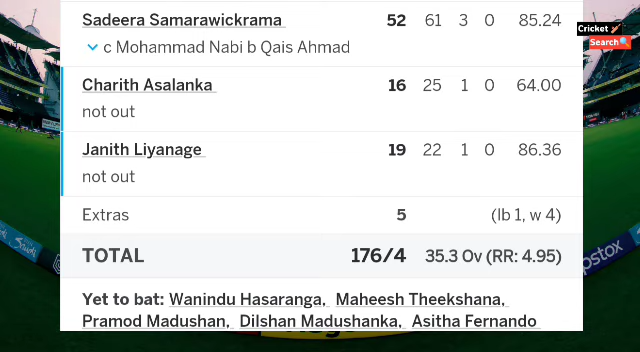 Sadeera Samarawickrama 52 61 3 0 85.24
c Mohammad Nabi b Qais Ahmad
Charith Asalanka 16 25 1 0 64.00
not out
Janith Liyanage 19 22 1 0 86.36
not out
Extras 5 (lb 1, w 4)
TOTAL 176/4 35.3 Ov (RR: 4.95)
Yet to bat: Wanindu Hasaranga, Maheesh Theekshana,
Pramod Madushan, Dilshan Madushanka, Asitha Fernando
Cricket
Search
Saudi
pstox